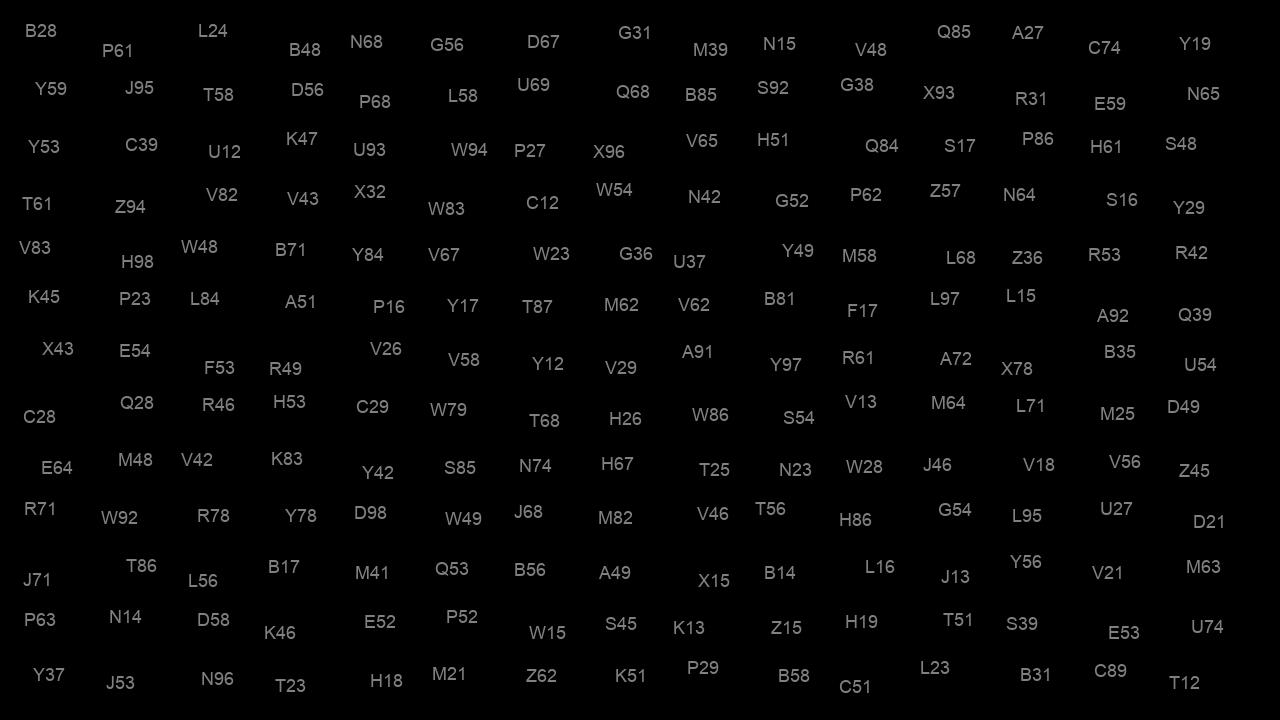 B28 P61 L24 B48 N68 G56 D67 G31 M39 N15 V48 Q85 A27 C74 Y19
Y59 J95 T58 D56 P68 L58 U69 Q68 B85 S92 G38 X93 R31 E59 N65
Y53 C39 U12 K47 U93 W94 P27 X96 V65 H51 Q84 S17 P86 H61 S48
T61 Z94 V82 V43 X32 W83 C12 W54 N42 G52 P62 Z57 N64 S16 Y29
V83 H98 W48 B71 Y84 V67 W23 G36 U37 Y49 M58 L68 Z36 R53 R42
K45 P23 L84 A51 P16 Y17 T87 M62 V62 B81 F17 L97 L15 A92 Q39
X43 E54 F53 R49 V26 V58 Y12 V29 A91 Y97 R61 A72 X78 B35 U54
C28 Q28 R46 H53 C29 W79 T68 H26 W86 S54 V13 M64 L71 M25 D49
E64 M48 V42 K83 Y42 S85 N74 H67 T25 N23 W28 J46 V18 V56 Z45
R71 W92 R78 Y78 D98 W49 J68 M82 V46 T56 H86 G54 L95 U27 D21
J71 T86 L56 B17 M41 Q53 B56 A49 X15 B14 L16 J13 Y56 V21 M63
P63 N14 D58 K46 E52 P52 W15 S45 K13 Z15 H19 T51 S39 E53 U74
Y37 J53 N96 T23 H18 M21 Z62 K51 P29 B58 C51 L23 B31 C89 T12